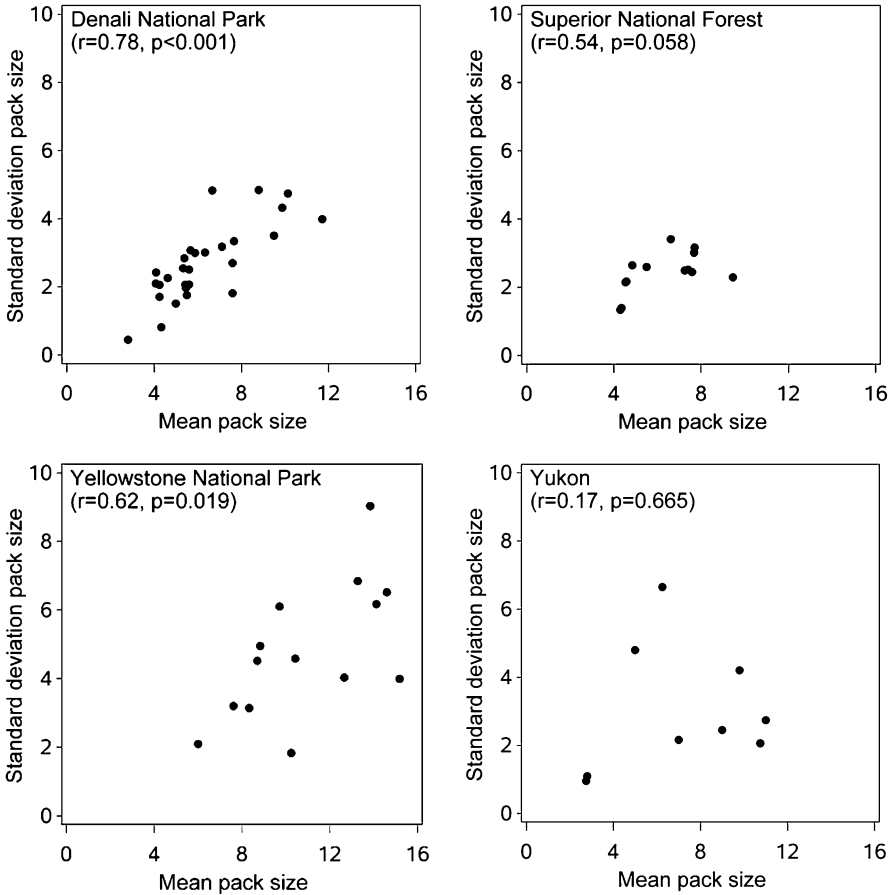 Denali National Park
(r=0.78, p<0.001)
Standard deviation pack size
10
8
6
4
2
0
0 4 8 12 16
Mean pack size
Superior National Forest
(r=0.54, p=0.058)
Standard deviation pack size
10
8
6
4
2
0
0 4 8 12 16
Mean pack size
Yellowstone National Park
(r=0.62, p=0.019)
Standard deviation pack size
10
8
6
4
2
0
0 4 8 12 16
Mean pack size
Yukon
(r=0.17, p=0.665)
Standard deviation pack size
10
8
6
4
2
0
0 4 8 12 16
Mean pack size